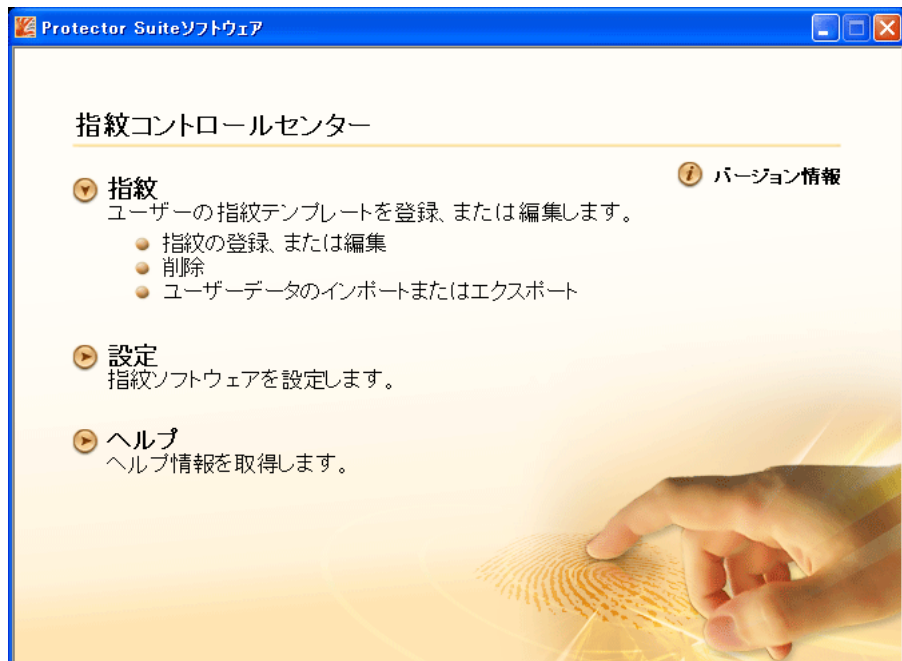 Protector Suiteソフトウェア
指紋コントロールセンター
バージョン情報
指紋
ユーザーの指紋テンプレートを登録、または編集します。
指紋の登録、または編集
削除
ユーザーデータのインポートまたはエクスポート
設定
指紋ソフトウェアを設定します。
ヘルプ
ヘルプ情報を取得します。